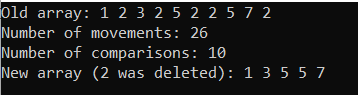 Old array: 1 2 3 2 5 2 2 5 7 2
Number of movements: 26
Number of comparisons: 10
New array (2 was deleted): 1 3 5 5 7